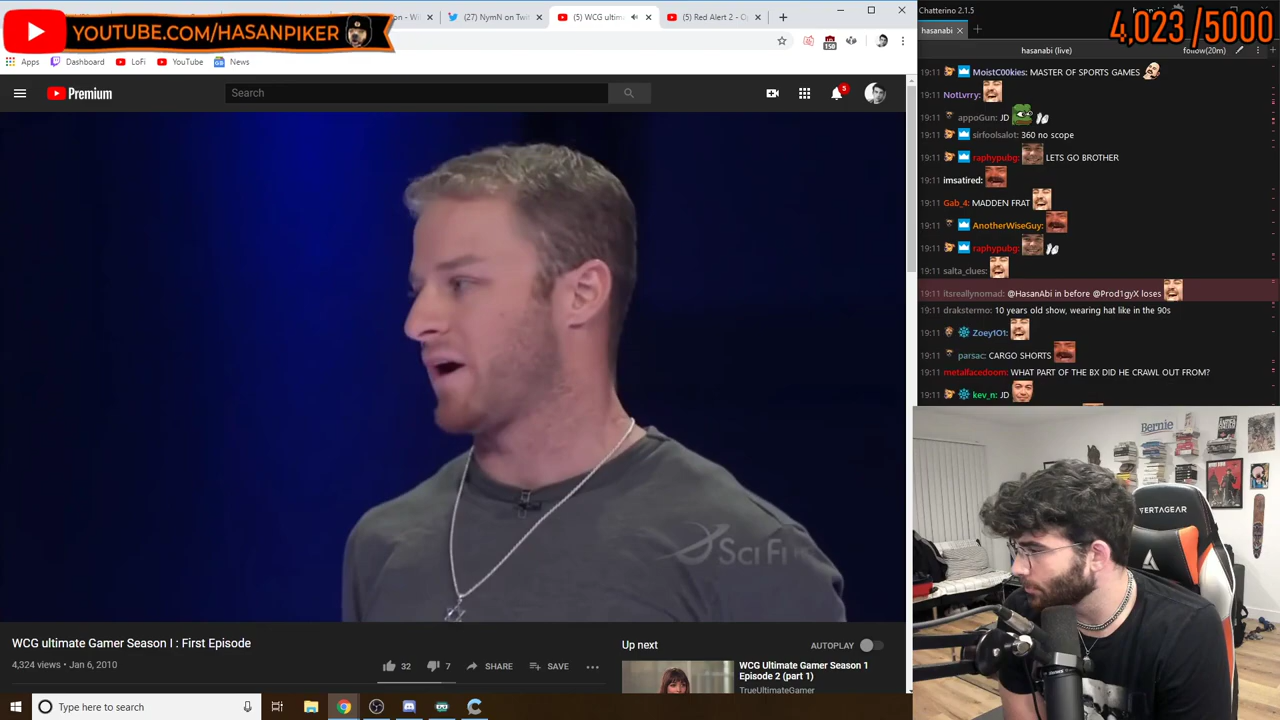 YOUTUBE.COM/HASANPIKER
(27) NymN on Twit
(5) WCG ultim
(5) Red Alert 2 - O
150
Apps
Dashboard
LoFi
YouTube
News
Premium
Search
5
Sci Fi
WCG ultimate Gamer Season I : First Episode
4,324 views • Jan 6, 2010
32
7
SHARE
SAVE
Up next
AUTOPLAY
WCG Ultimate Gamer Season 1
Episode 2 (part 1)
TrueUltimateGamer
Type here to search
Chatterino 2.1.5
4,023 /5000
hasanabi
hasanabi (live)
follow(20m)
19:11 MoistC00kies: MASTER OF SPORTS GAMES
19:11 NotLvrry:
19:11 appoGun: JD
19:11 sirfoolsalot: 360 no scope
19:11 raphypubg: LETS GO BROTHER
19:11 imsatired:
19:11 Gab_4: MADDEN FRAT
19:11 AnotherWiseGuy:
19:11 raphypubg:
19:11 salta_clues:
19:11 itsreallynomad: @HasanAbi in before @Prod1gyX loses
19:11 drakstermo: 10 years old show, wearing hat like in the 90s
19:11 Zoey1O1:
19:11 parsac: CARGO SHORTS
19:11 metalfacedoom: WHAT PART OF THE BX DID HE CRAWL OUT FROM?
19:11 kev_n: JD
Bernie
VERTAGEAR